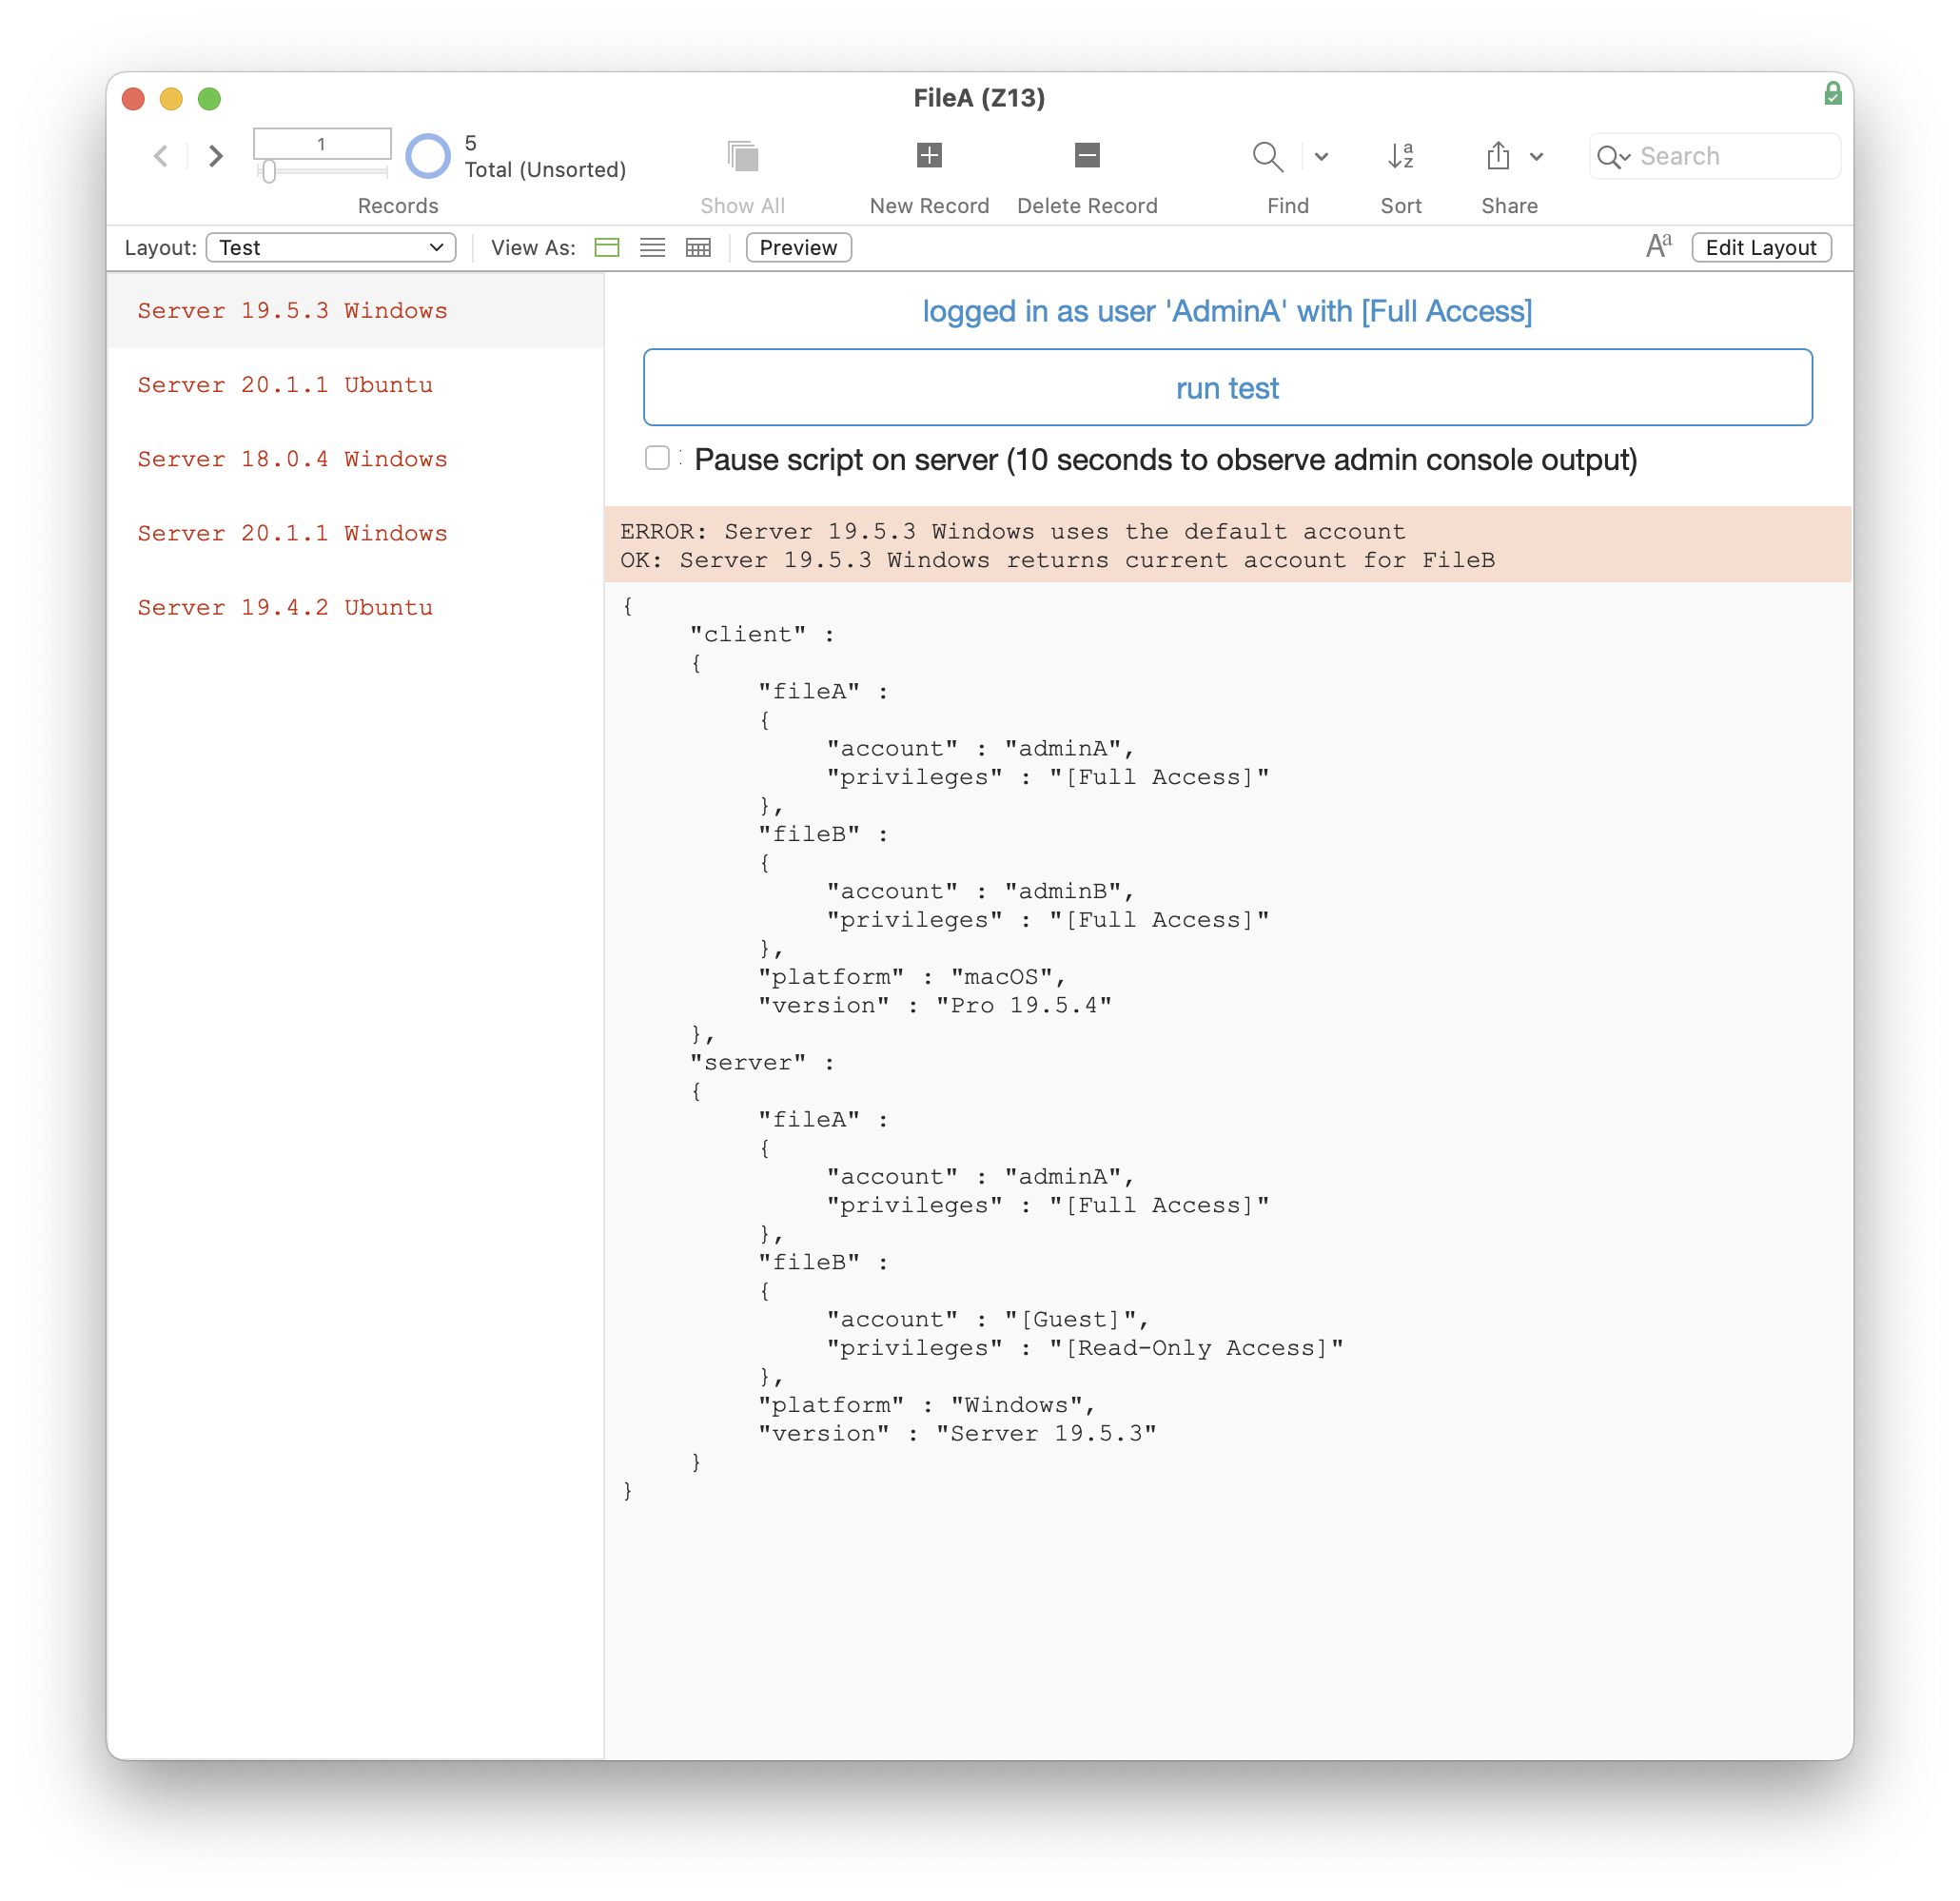 FileA (Z13)
1
5
Total (Unsorted)
Records
Show All
New Record
Delete Record
Find
Sort
Share
Search
Layout: Test
View As:
Preview
Aa
Edit Layout
Server 19.5.3 Windows
Server 20.1.1 Ubuntu
Server 18.0.4 Windows
Server 20.1.1 Windows
Server 19.4.2 Ubuntu
logged in as user 'AdminA' with [Full Access]
run test
Pause script on server (10 seconds to observe admin console output)
ERROR: Server 19.5.3 Windows uses the default account
OK: Server 19.5.3 Windows returns current account for FileB
{
"client" :
{
"fileA" :
{
"account" : "adminA",
"privileges" : "[Full Access]"
},
"fileB" :
{
"account" : "adminB",
"privileges" : "[Full Access]"
},
"platform" : "macOS",
"version" : "Pro 19.5.4"
},
"server" :
{
"fileA" :
{
"account" : "adminA",
"privileges" : "[Full Access]"
},
"fileB" :
{
"account" : "[Guest]",
"privileges" : "[Read-Only Access]"
},
"platform" : "Windows",
"version" : "Server 19.5.3"
}
}